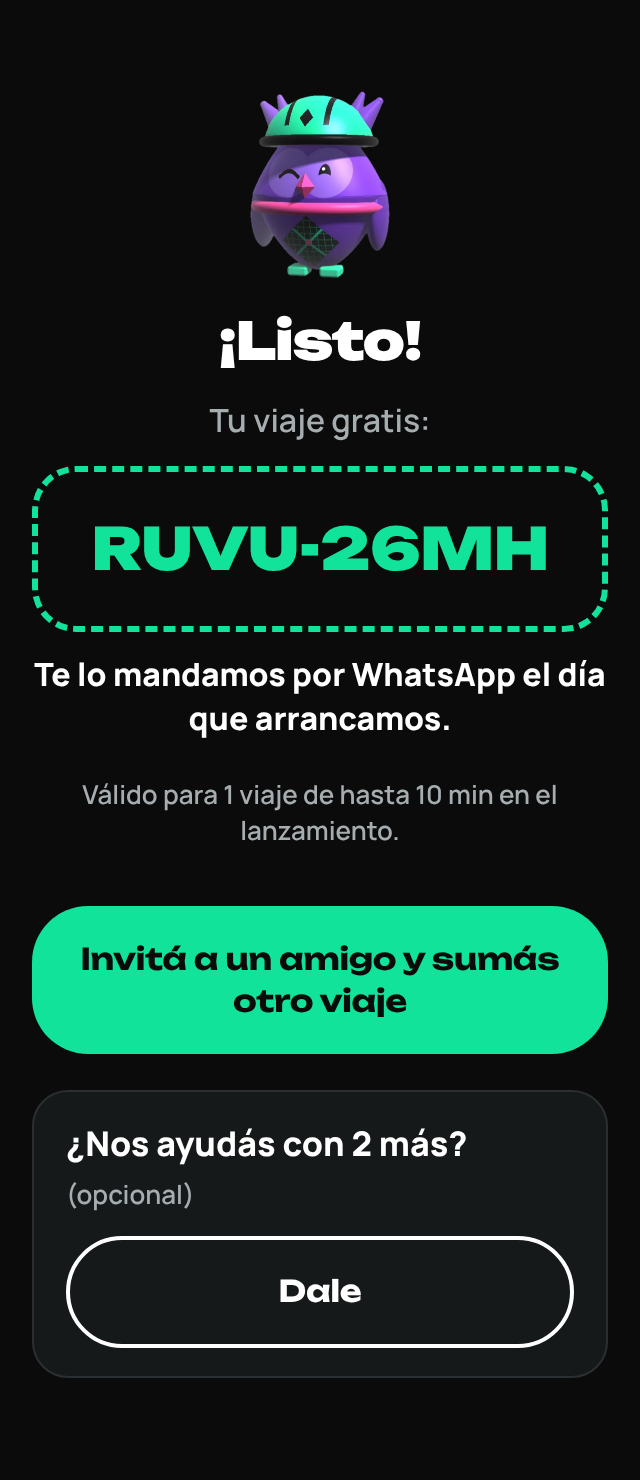 ¡Listo!
Tu viaje gratis:
RUVU-26MH
Te lo mandamos por WhatsApp el día
que arrancamos.
Válido para 1 viaje de hasta 10 min en el
lanzamiento.
Invitá a un amigo y sumás
otro viaje
¿Nos ayudás con 2 más?
(opcional)
Dale